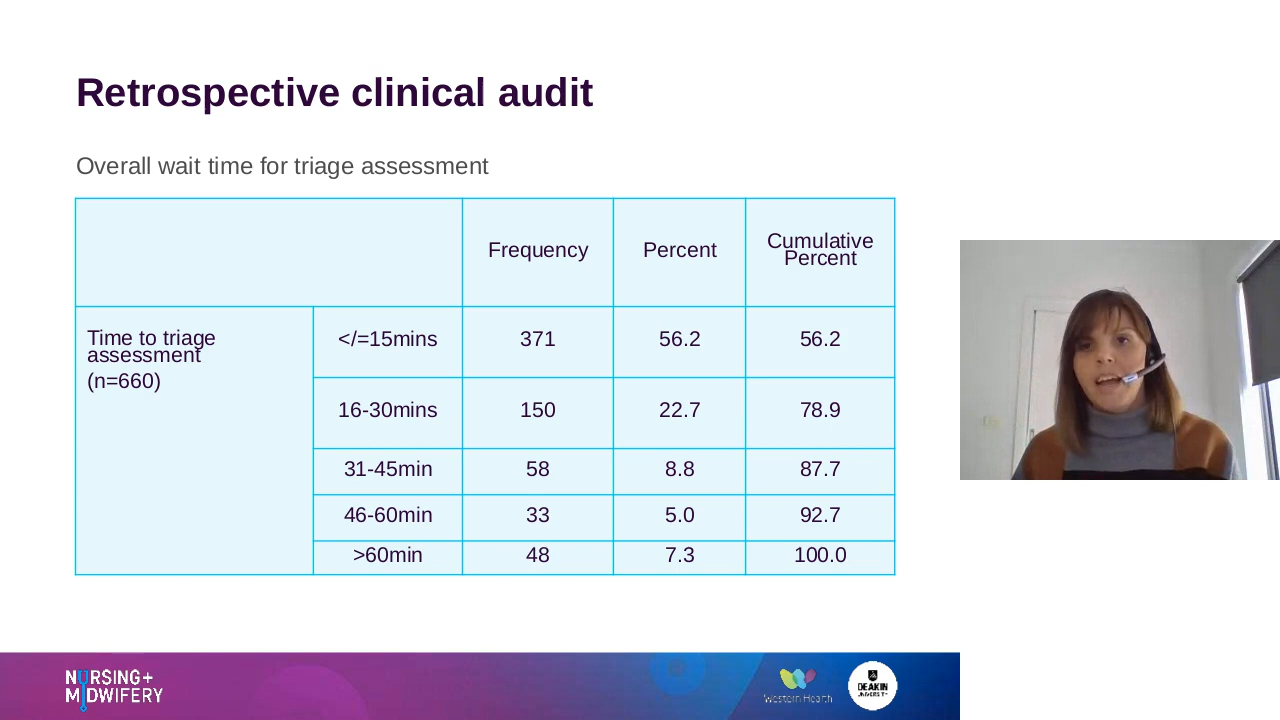 Retrospective clinical audit
Overall wait time for triage assessment
Frequency Percent Cumulative
Percent
Time to triage
assessment
(n=660)
</=15mins 371 56.2 56.2
16-30mins 150 22.7 78.9
31-45min 58 8.8 87.7
46-60min 33 5.0 92.7
>60min 48 7.3 100.0
NURSING+
MIDWIFERY
Western Health
DEAKIN
UNIVERSITY